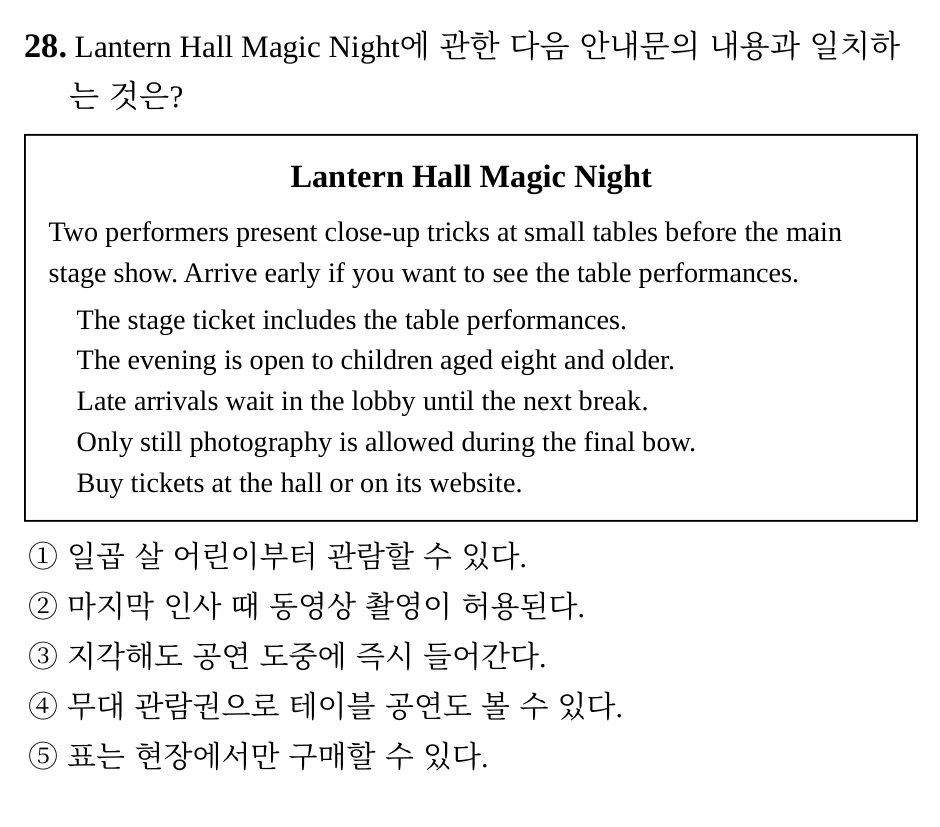 28. Lantern Hall Magic Night에 관한 다음 안내문의 내용과 일치하
는 것은?
Lantern Hall Magic Night
Two performers present close-up tricks at small tables before the main
stage show. Arrive early if you want to see the table performances.
The stage ticket includes the table performances.
The evening is open to children aged eight and older.
Late arrivals wait in the lobby until the next break.
Only still photography is allowed during the final bow.
Buy tickets at the hall or on its website.
① 일곱 살 어린이부터 관람할 수 있다.
② 마지막 인사 때 동영상 촬영이 허용된다.
③ 지각해도 공연 도중에 즉시 들어간다.
④ 무대 관람권으로 테이블 공연도 볼 수 있다.
⑤ 표는 현장에서만 구매할 수 있다.